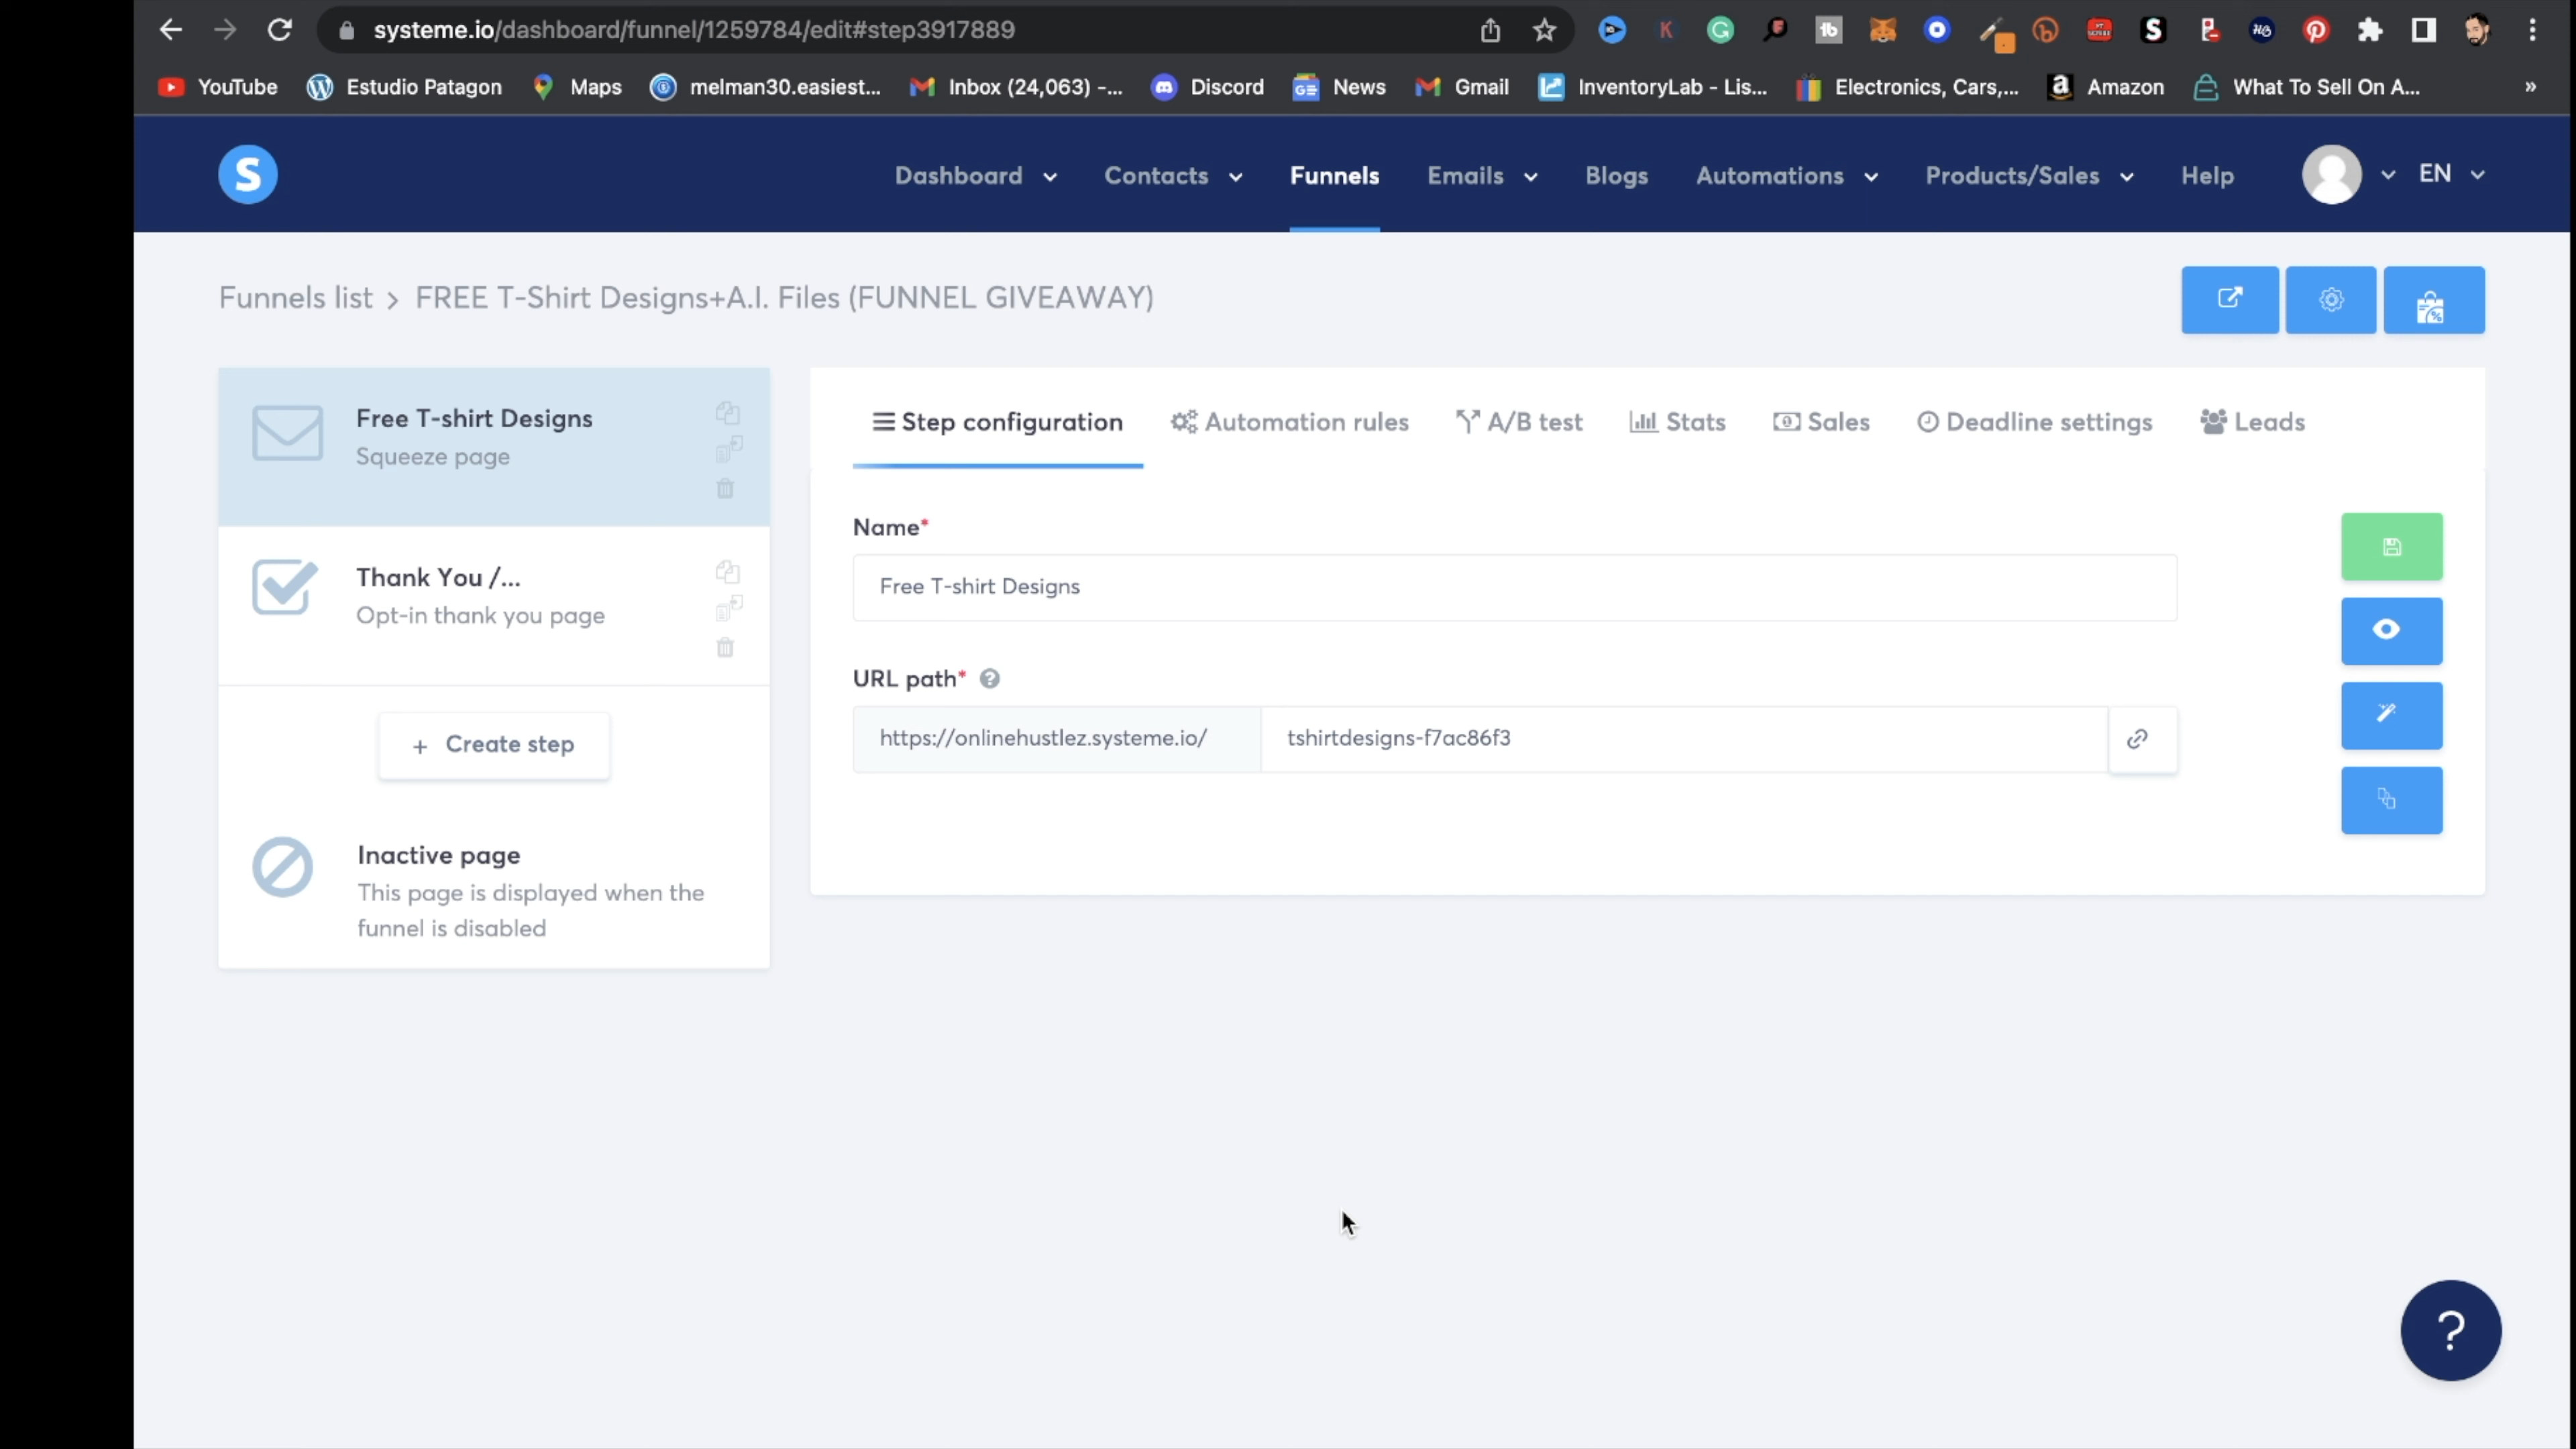 systeme.io/dashboard/funnel/1259784/edit#step3917889
YouTube Estudio Patagon Maps melman30.easiest... Inbox (24,063) -... Discord News Gmail InventoryLab - Lis... Electronics, Cars,... Amazon What To Sell On A... »
S Dashboard Contacts Funnels Emails Blogs Automations Products/Sales Help EN
Funnels list > FREE T-Shirt Designs+A.I. Files (FUNNEL GIVEAWAY)
Free T-shirt Designs
Squeeze page
Thank You /...
Opt-in thank you page
+ Create step
Inactive page
This page is displayed when the
funnel is disabled
Step configuration Automation rules A/B test Stats Sales Deadline settings Leads
Name*
Free T-shirt Designs
URL path* ?
https://onlinehustlez.systeme.io/ tshirtdesigns-f7ac86f3
?